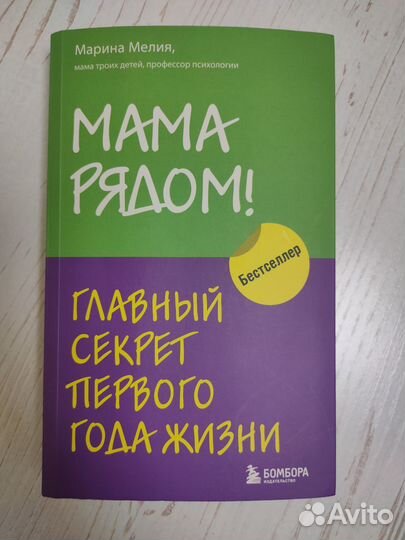 Марина Мелия,
мама троих детей, профессор психологии
МАМА
РЯДОМ!
Бестселлер
ГЛАВНЫЙ
СЕКРЕТ
ПЕРВОГО
ГОДА ЖИЗНИ
БОМБОРА
ИЗДАТЕЛЬСТВО
Avito